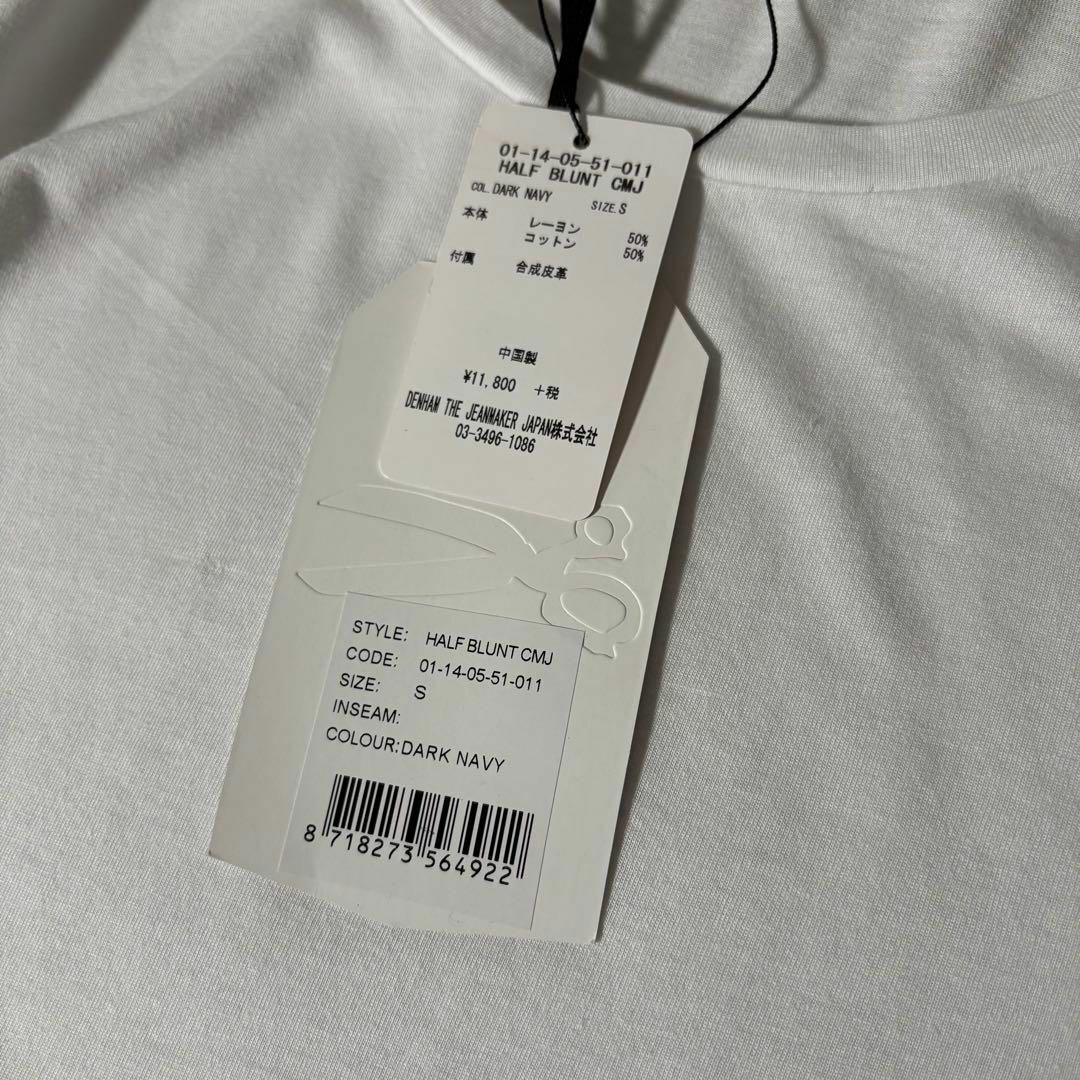 01-14-05-51-011
HALF BLUNT CMJ
COL.DARK NAVY SIZE.S
本体 レーヨン 50%
コットン 50%
付属 合成皮革
中国製
¥11,800 +税
DENHAM THE JEANMAKER JAPAN株式会社
03-3496-1086
STYLE: HALF BLUNT CMJ
CODE: 01-14-05-51-011
SIZE: S
INSEAM:
COLOUR:DARK NAVY
8 718273 564922